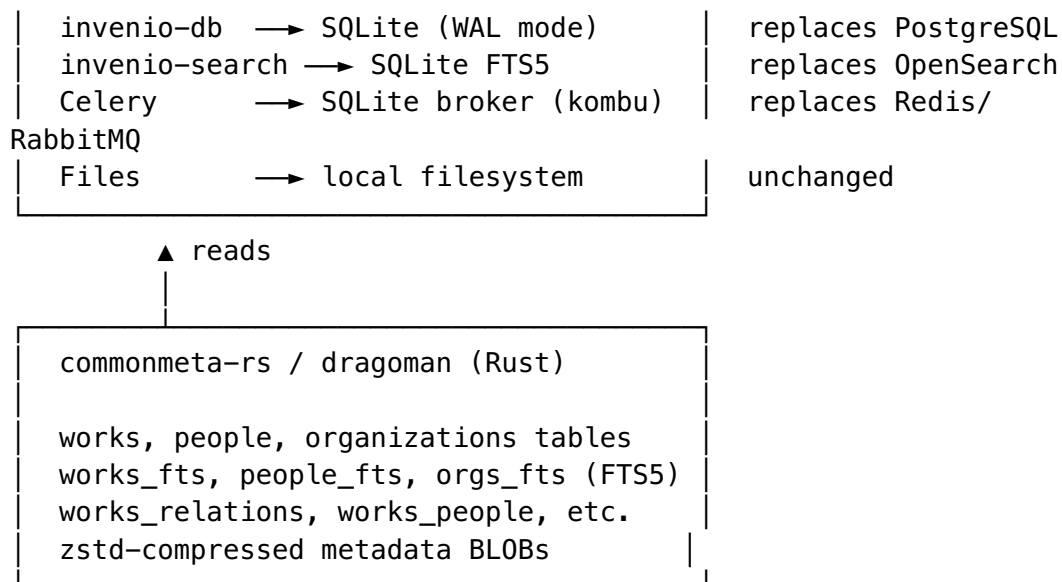 invenio-db → SQLite (WAL mode) replaces PostgreSQL
invenio-search → SQLite FTS5 replaces OpenSearch
Celery → SQLite broker (kombu) replaces Redis/
RabbitMQ
Files → local filesystem unchanged
▲ reads
commonmeta-rs / dragoman (Rust)
works, people, organizations tables
works_fts, people_fts, orgs_fts (FTS5)
works_relations, works_people, etc.
zstd-compressed metadata BLOBs